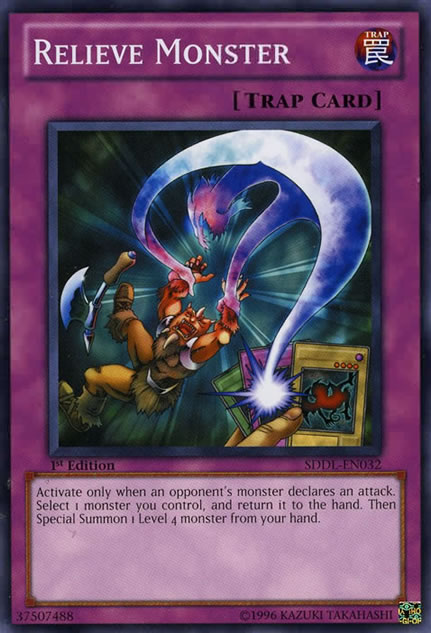 RELIEVE MONSTER
TRAP
罠
[TRAP CARD]
1st Edition
SDDL-EN032
Activate only when an opponent's monster declares an attack.
Select 1 monster you control, and return it to the hand. Then
Special Summon 1 Level 4 monster from your hand.
37507488
©1996 KAZUKI TAKAHASHI